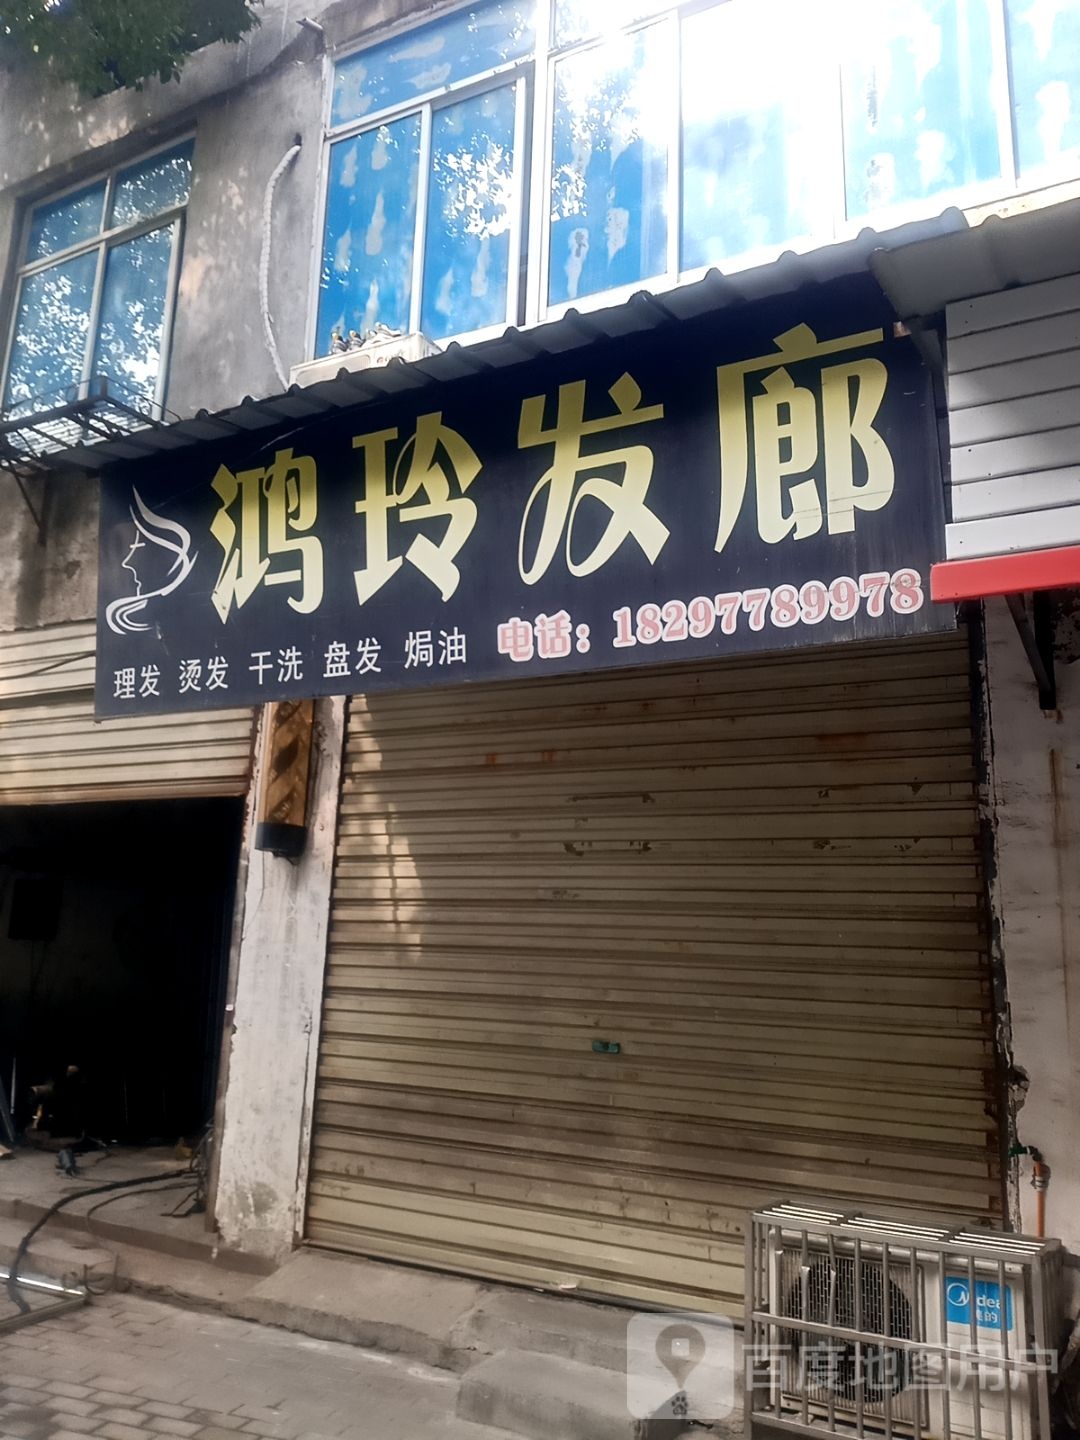 鸿玲发廊
理发 烫发 干洗 盘发 焗油 电话：18297789978
Midea
美的
百度地图用户